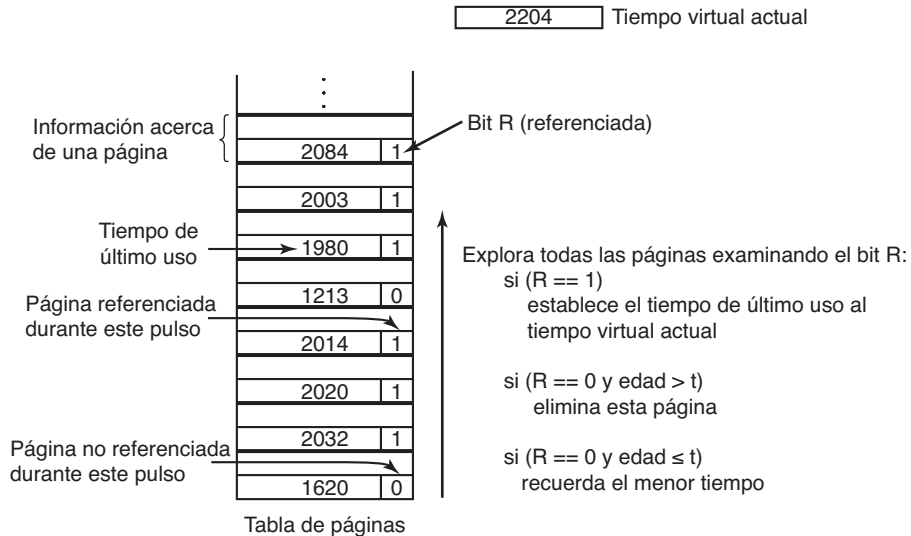 2204 Tiempo virtual actual
Información acerca
de una página
Bit R (referenciada)
2084 1
2003 1
Tiempo de
último uso
1980 1
Página referenciada
durante este pulso
1213 0
2014 1
2020 1
2032 1
Página no referenciada
durante este pulso
1620 0
Tabla de páginas
Explora todas las páginas examinando el bit R:
si (R == 1)
establece el tiempo de último uso al
tiempo virtual actual
si (R == 0 y edad > t)
elimina esta página
si (R == 0 y edad ≤ t)
recuerda el menor tiempo